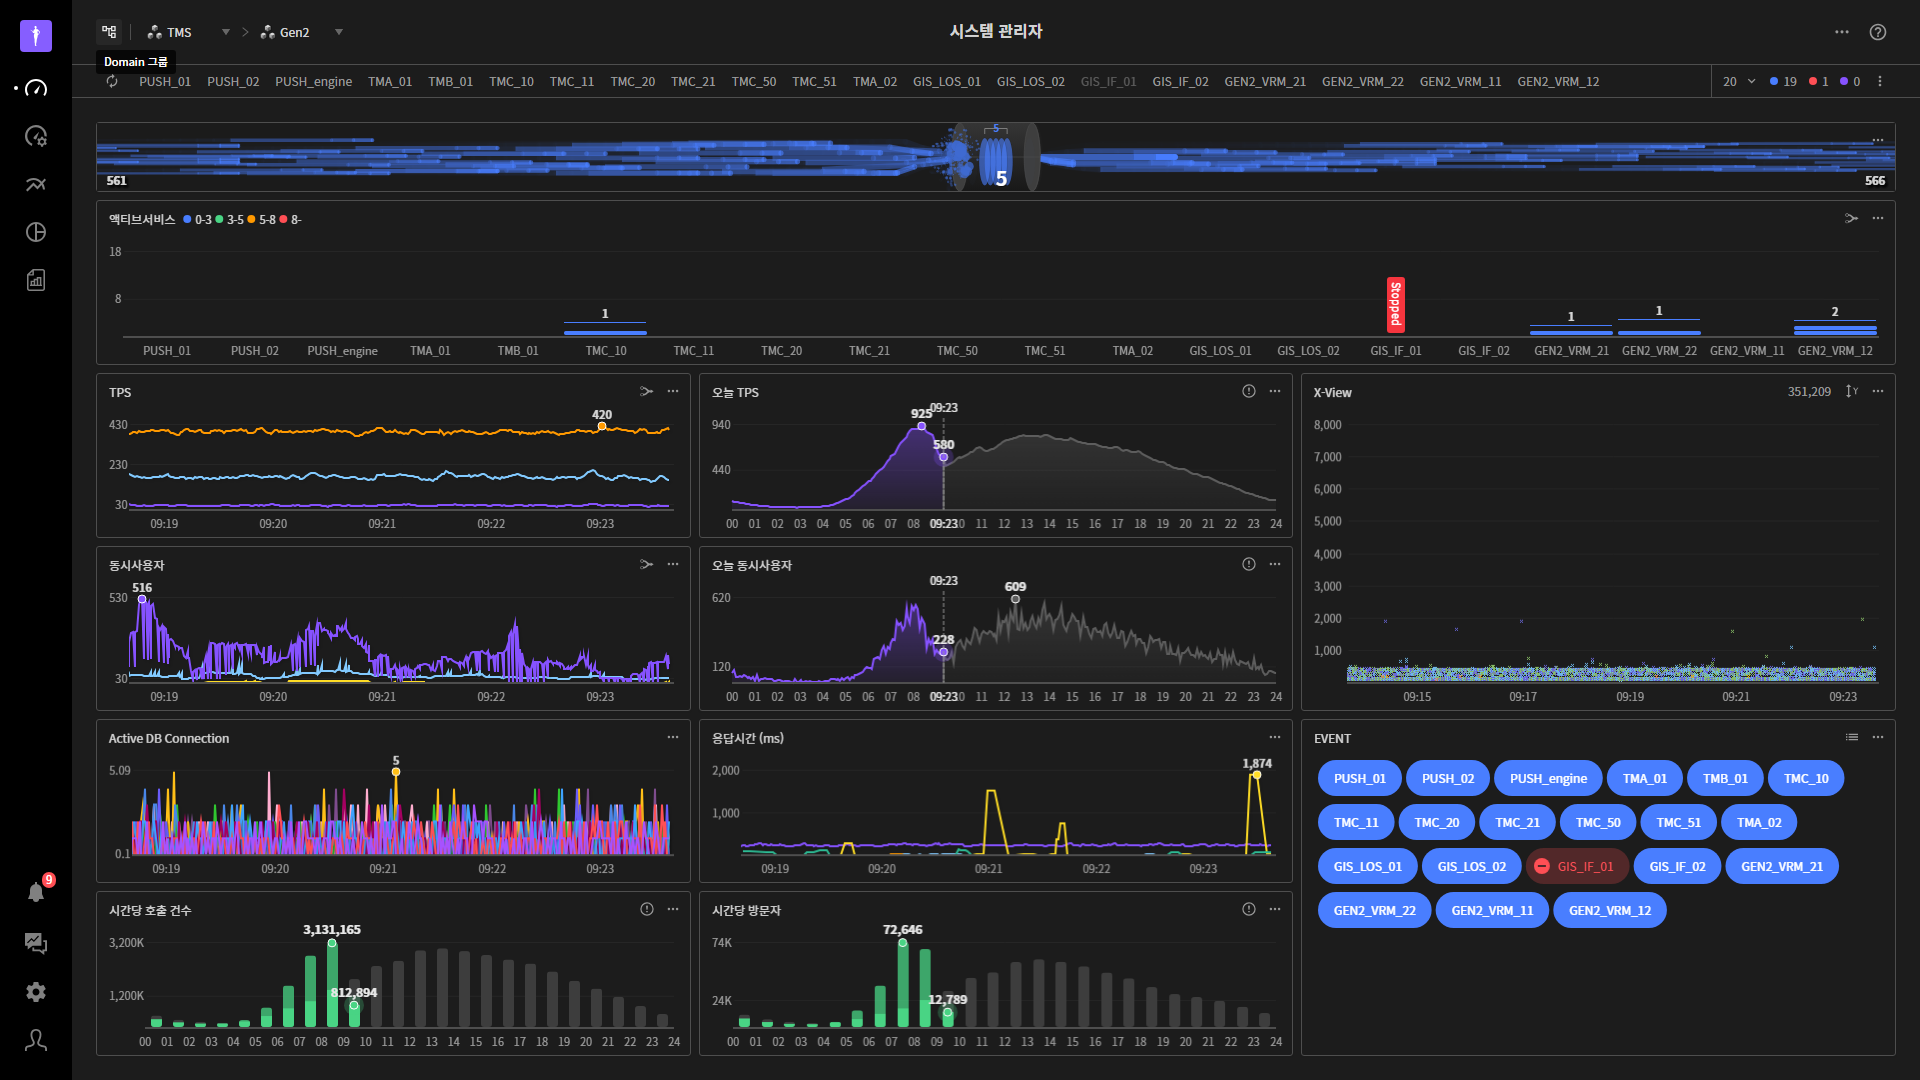 TMS Gen2 시스템 관리자
Domain 그룹
PUSH_01 PUSH_02 PUSH_engine TMA_01 TMB_01 TMC_10 TMC_11 TMC_20 TMC_21 TMC_50 TMC_51 TMA_02 GIS_LOS_01 GIS_LOS_02 GIS_IF_01 GIS_IF_02 GEN2_VRM_21 GEN2_VRM_22 GEN2_VRM_11 GEN2_VRM_12 20 19 1 0
5
561 5 566
액티브서비스 0-3 3-5 5-8 8-
18
8
1 Stopped 1 1 2
PUSH_01 PUSH_02 PUSH_engine TMA_01 TMB_01 TMC_10 TMC_11 TMC_20 TMC_21 TMC_50 TMC_51 TMA_02 GIS_LOS_01 GIS_LOS_02 GIS_IF_01 GIS_IF_02 GEN2_VRM_21 GEN2_VRM_22 GEN2_VRM_11 GEN2_VRM_12
TPS
420
430
230
30
09:19 09:20 09:21 09:22 09:23
오늘 TPS
925 09:23
940
580
440
00 01 02 03 04 05 06 07 08 09:23 10 11 12 13 14 15 16 17 18 19 20 21 22 23 24
X-View 351,209
8,000
7,000
6,000
5,000
4,000
3,000
2,000
1,000
09:15 09:17 09:19 09:21 09:23
동시사용자
516
530
30
09:19 09:20 09:21 09:22 09:23
오늘 동시사용자
09:23 609
620
228
120
00 01 02 03 04 05 06 07 08 09:23 10 11 12 13 14 15 16 17 18 19 20 21 22 23 24
Active DB Connection
5
5.09
0.1
09:19 09:20 09:21 09:22 09:23
응답시간 (ms)
1,874
2,000
1,000
09:19 09:20 09:21 09:22 09:23
EVENT
PUSH_01 PUSH_02 PUSH_engine TMA_01 TMB_01 TMC_10
TMC_11 TMC_20 TMC_21 TMC_50 TMC_51 TMA_02
GIS_LOS_01 GIS_LOS_02 GIS_IF_01 GIS_IF_02 GEN2_VRM_21
GEN2_VRM_22 GEN2_VRM_11 GEN2_VRM_12
9
시간당 호출 건수
3,131,165
3,200K
812,894
1,200K
00 01 02 03 04 05 06 07 08 09 10 11 12 13 14 15 16 17 18 19 20 21 22 23 24
시간당 방문자
72,646
74K
12,789
24K
00 01 02 03 04 05 06 07 08 09 10 11 12 13 14 15 16 17 18 19 20 21 22 23 24